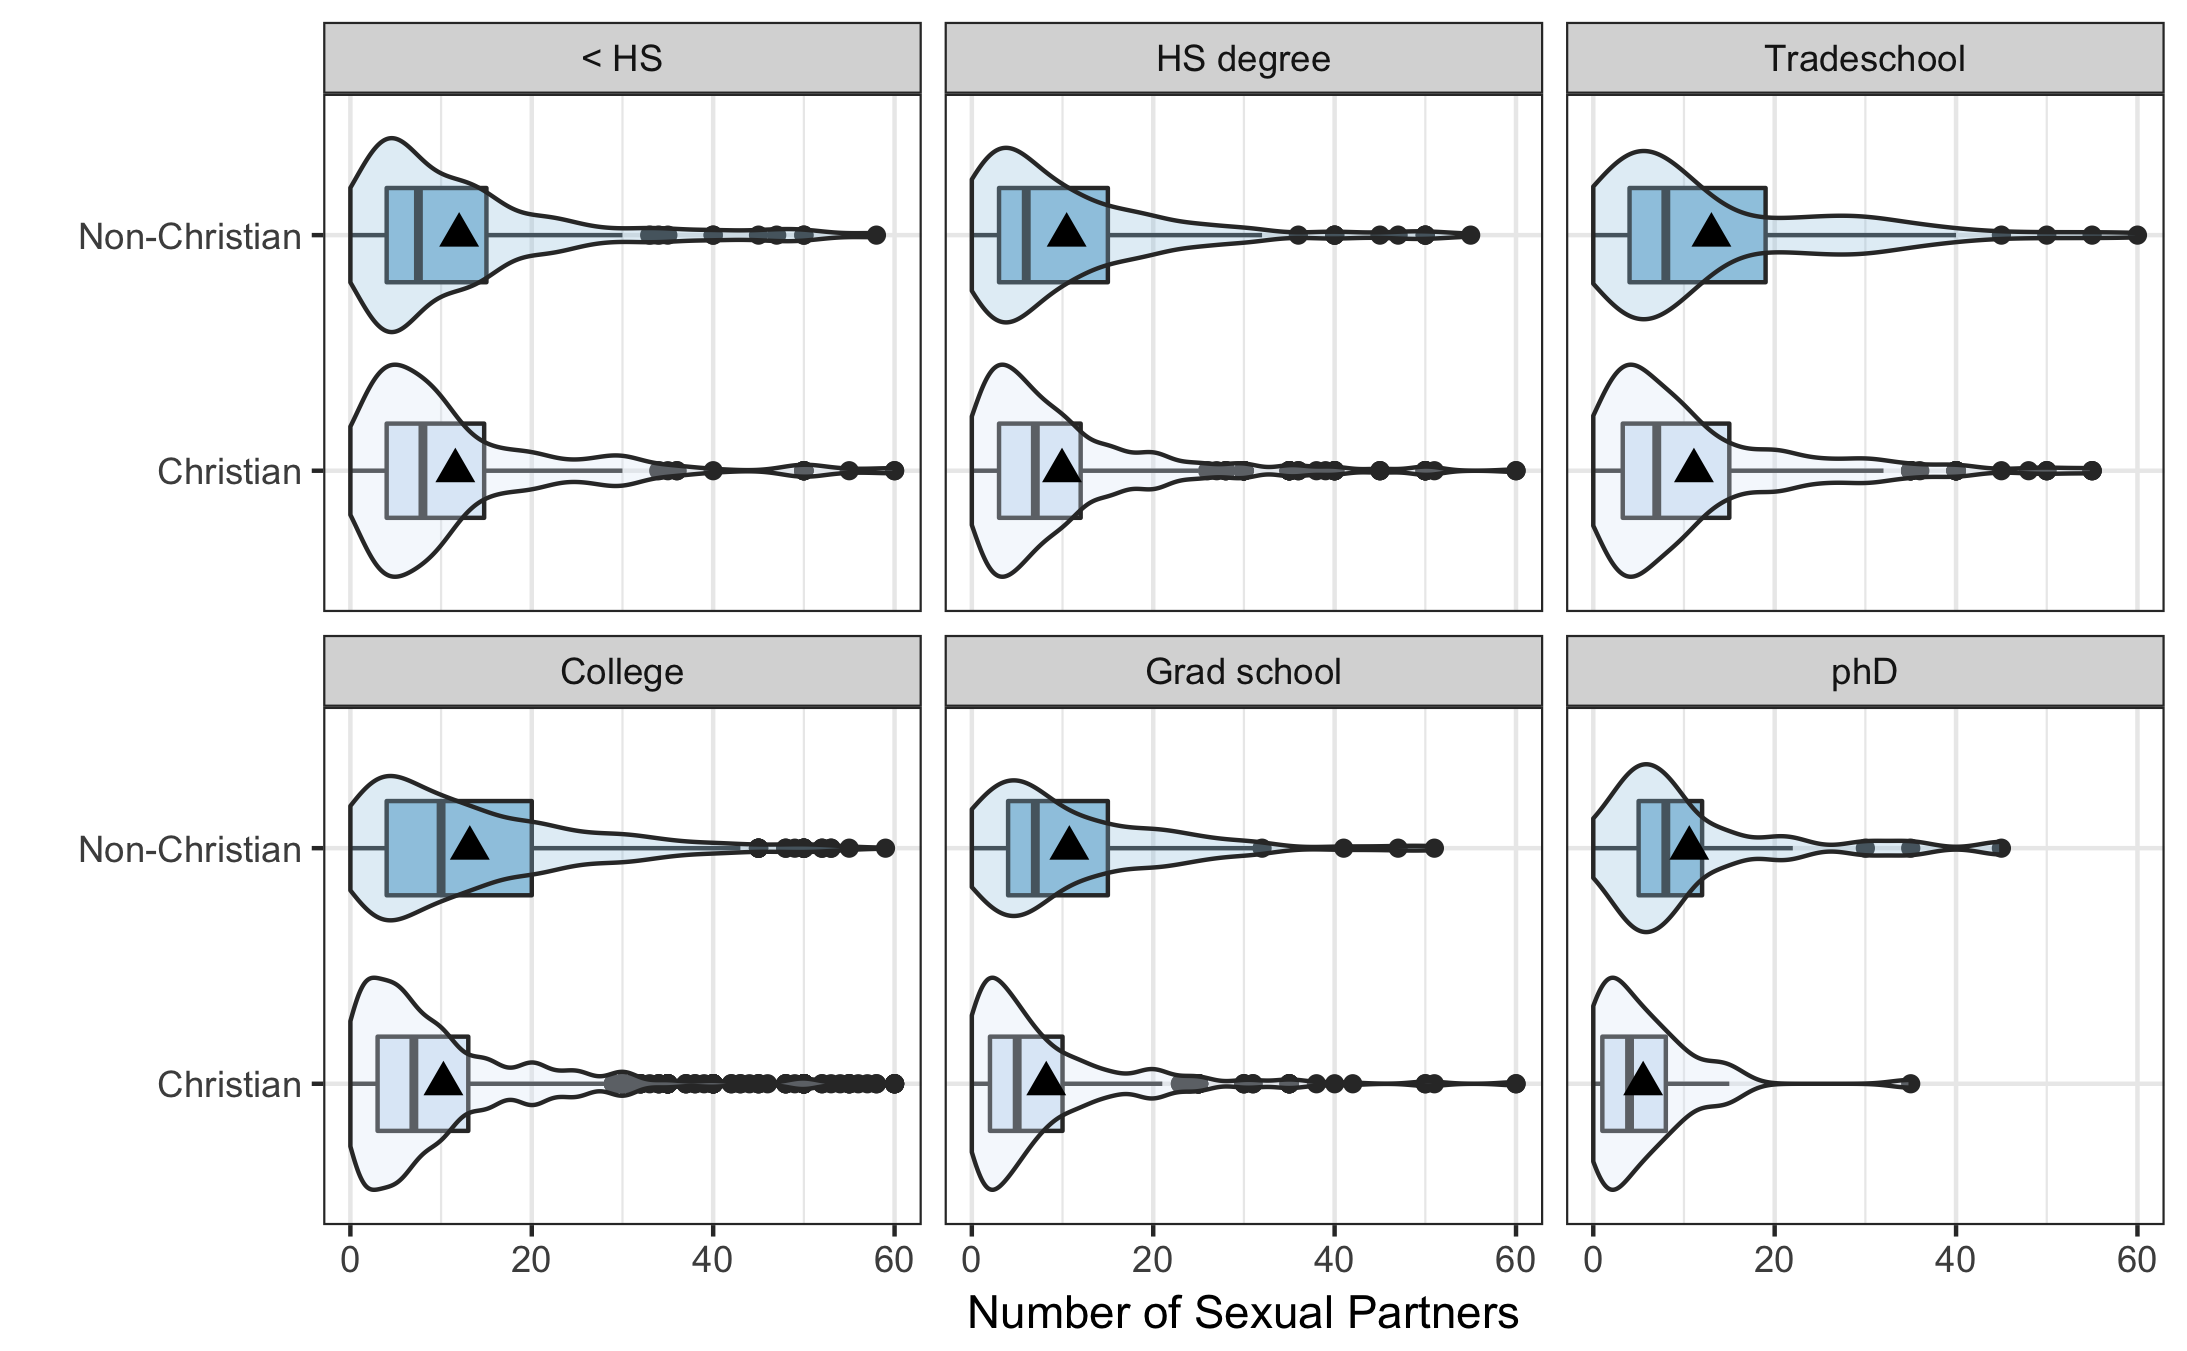 < HS
HS degree
Tradeschool
Non-Christian
Christian
College
Grad school
phD
Non-Christian
Christian
0 20 40 60
0 20 40 60
0 20 40 60
Number of Sexual Partners